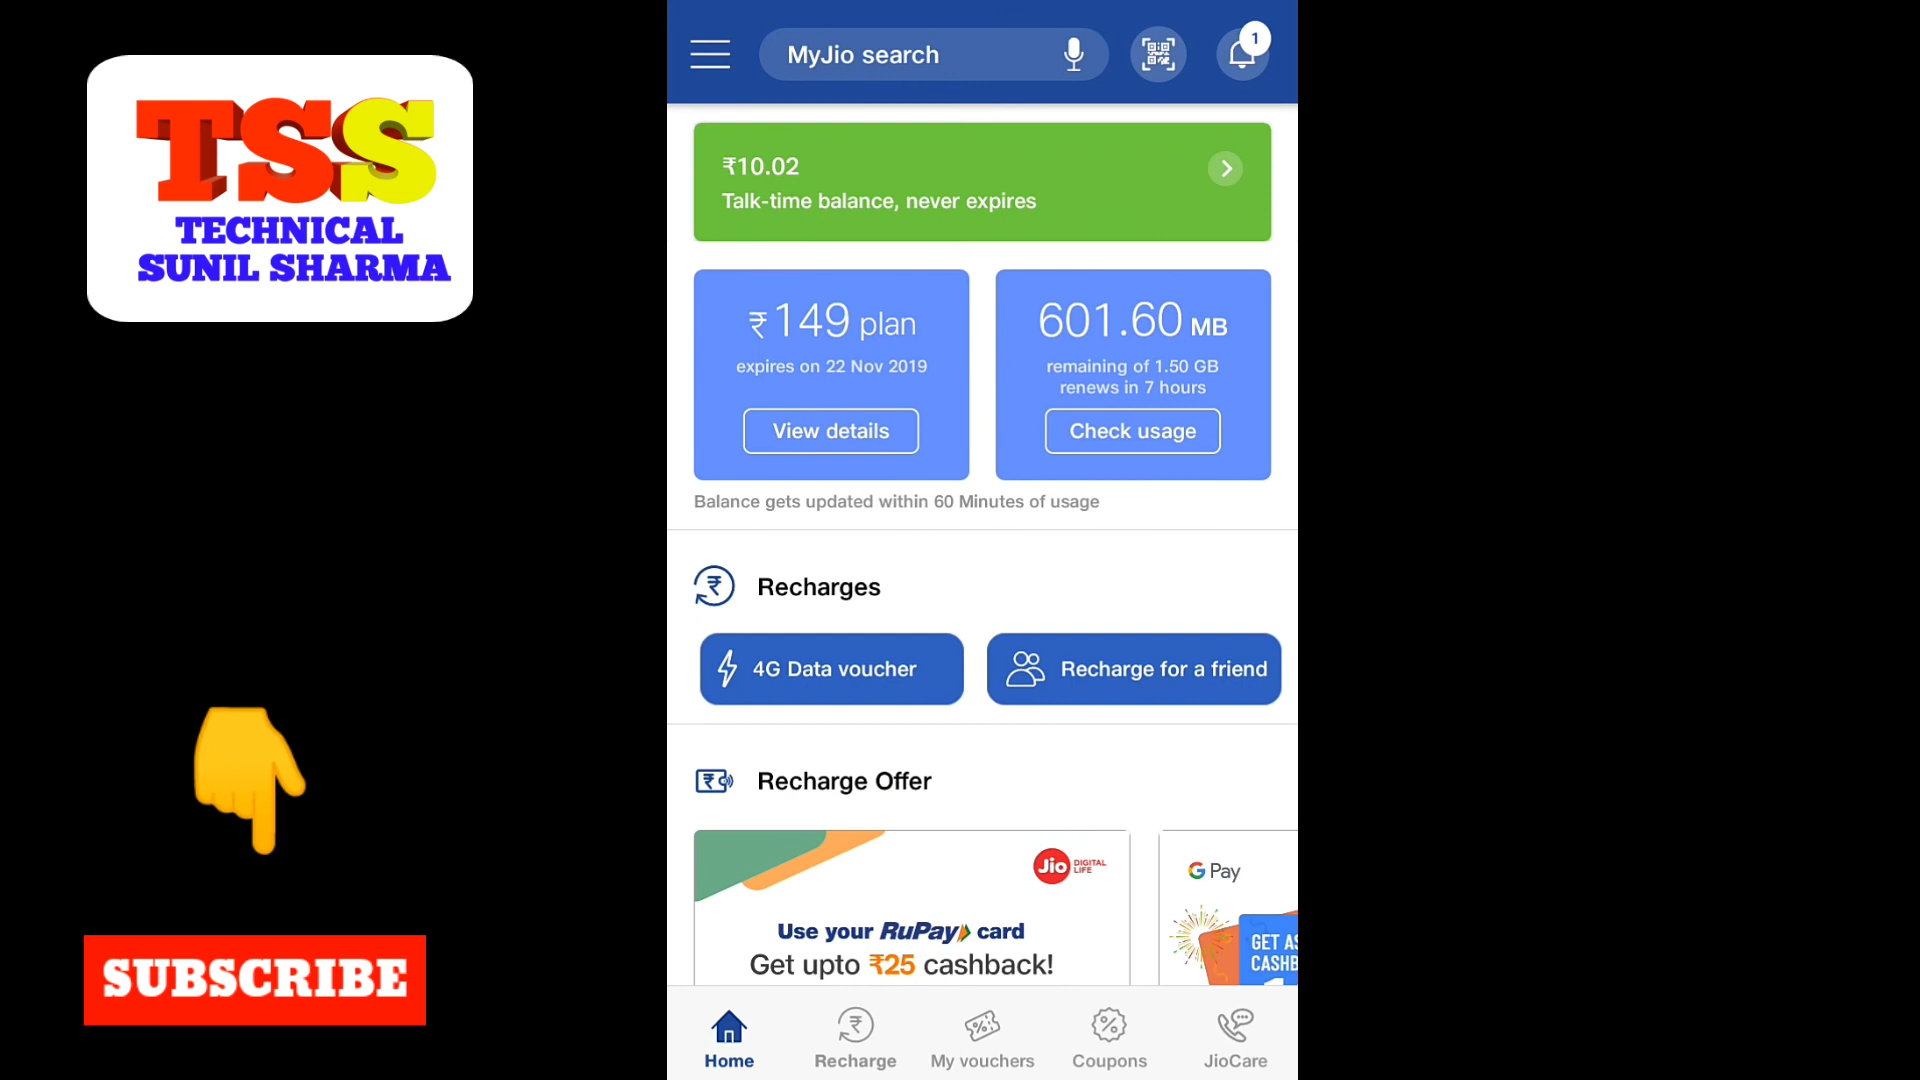 TSS
TECHNICAL
SUNIL SHARMA
SUBSCRIBE
MyJio search
1
₹10.02
Talk-time balance, never expires
₹149 plan
expires on 22 Nov 2019
View details
601.60 MB
remaining of 1.50 GB
renews in 7 hours
Check usage
Balance gets updated within 60 Minutes of usage
Recharges
4G Data voucher
Recharge for a friend
Recharge Offer
Jio DIGITAL LIFE
Use your RuPay card
Get upto ₹25 cashback!
G Pay
GET AS
CASHB
Home
Recharge
My vouchers
Coupons
JioCare